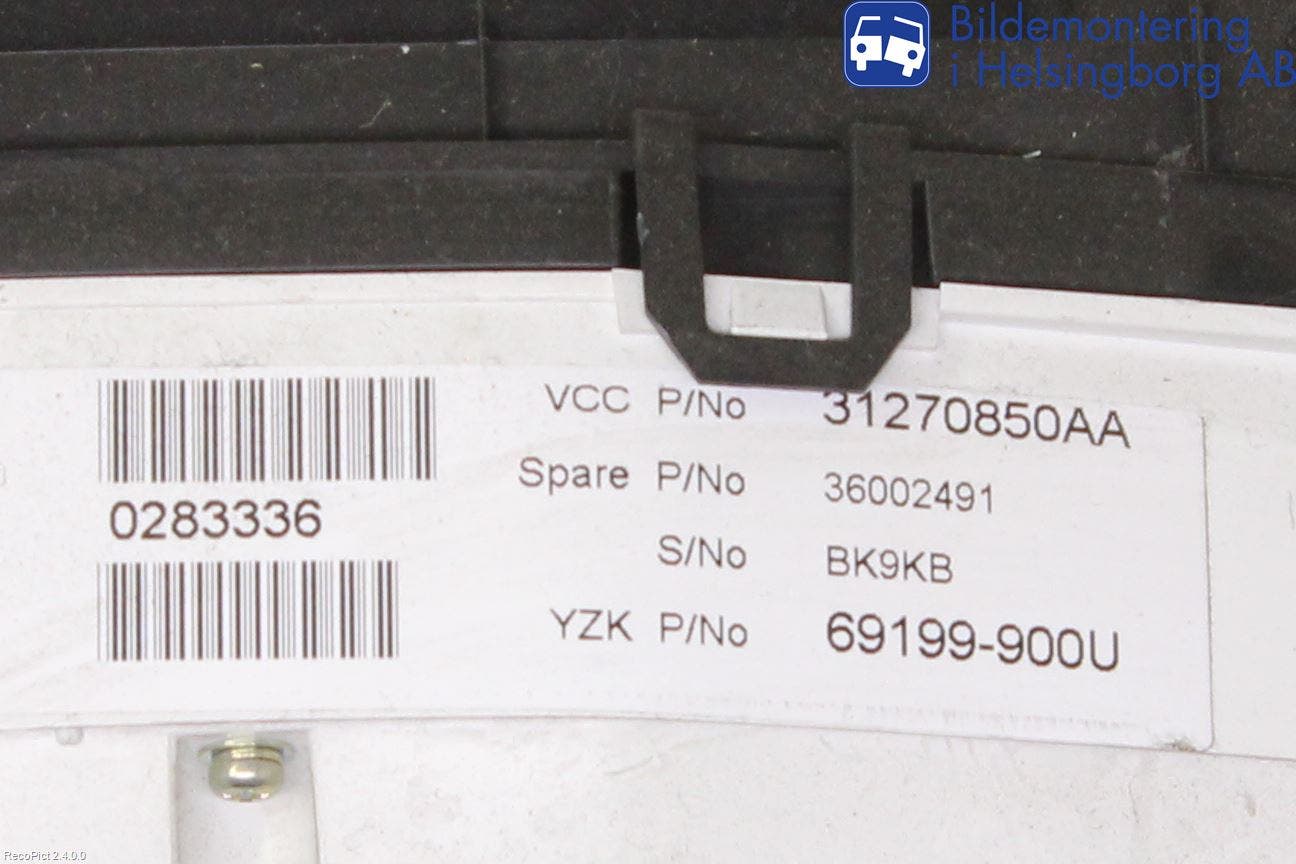 Bildemontering
i Helsingborg AB
VCC P/No 31270850AA
Spare P/No 36002491
0283336
S/No BK9KB
YZK P/No 69199-900U
RecoPict 2.4.0.0